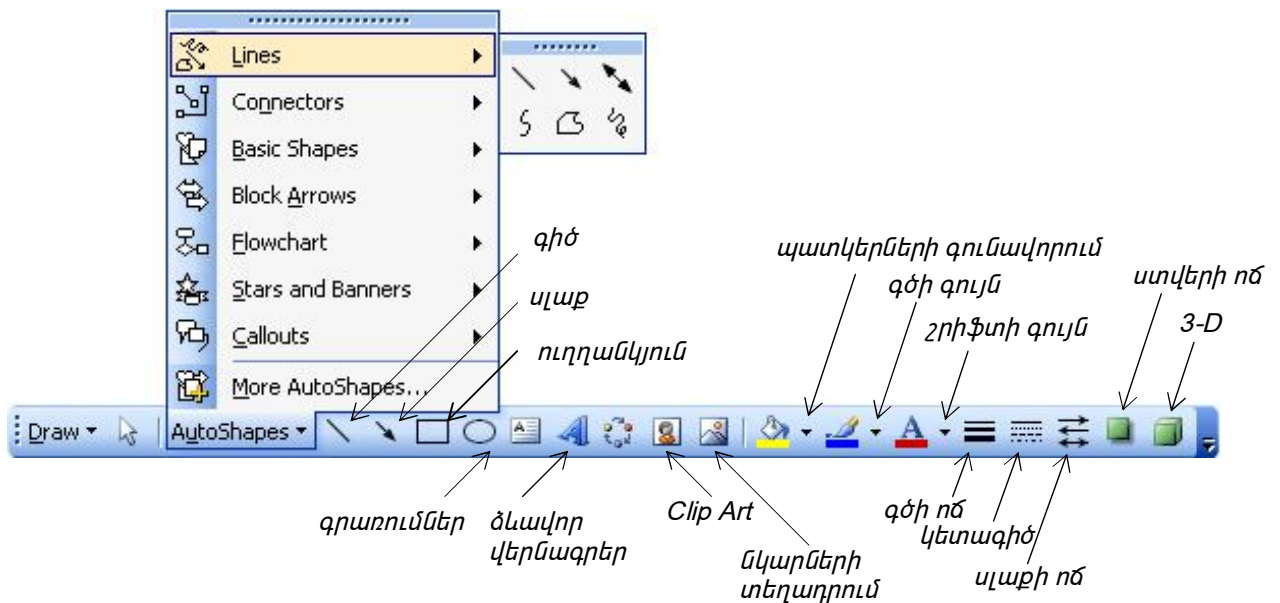 Lines
Connectors
Basic Shapes
Block Arrows
Flowchart
Stars and Banners
Callouts
More AutoShapes...
գիծ
սլաք
ուղղանկյուն
պատկերների գունավորում
գծի գույն
շրիֆտի գույն
ստվերի ոճ
3-D
Draw
AutoShapes
գրառումներ
ձևավոր
վերնագրեր
Clip Art
նկարների
տեղադրում
գծի ոճ
կետագիծ
սլաքի ոճ